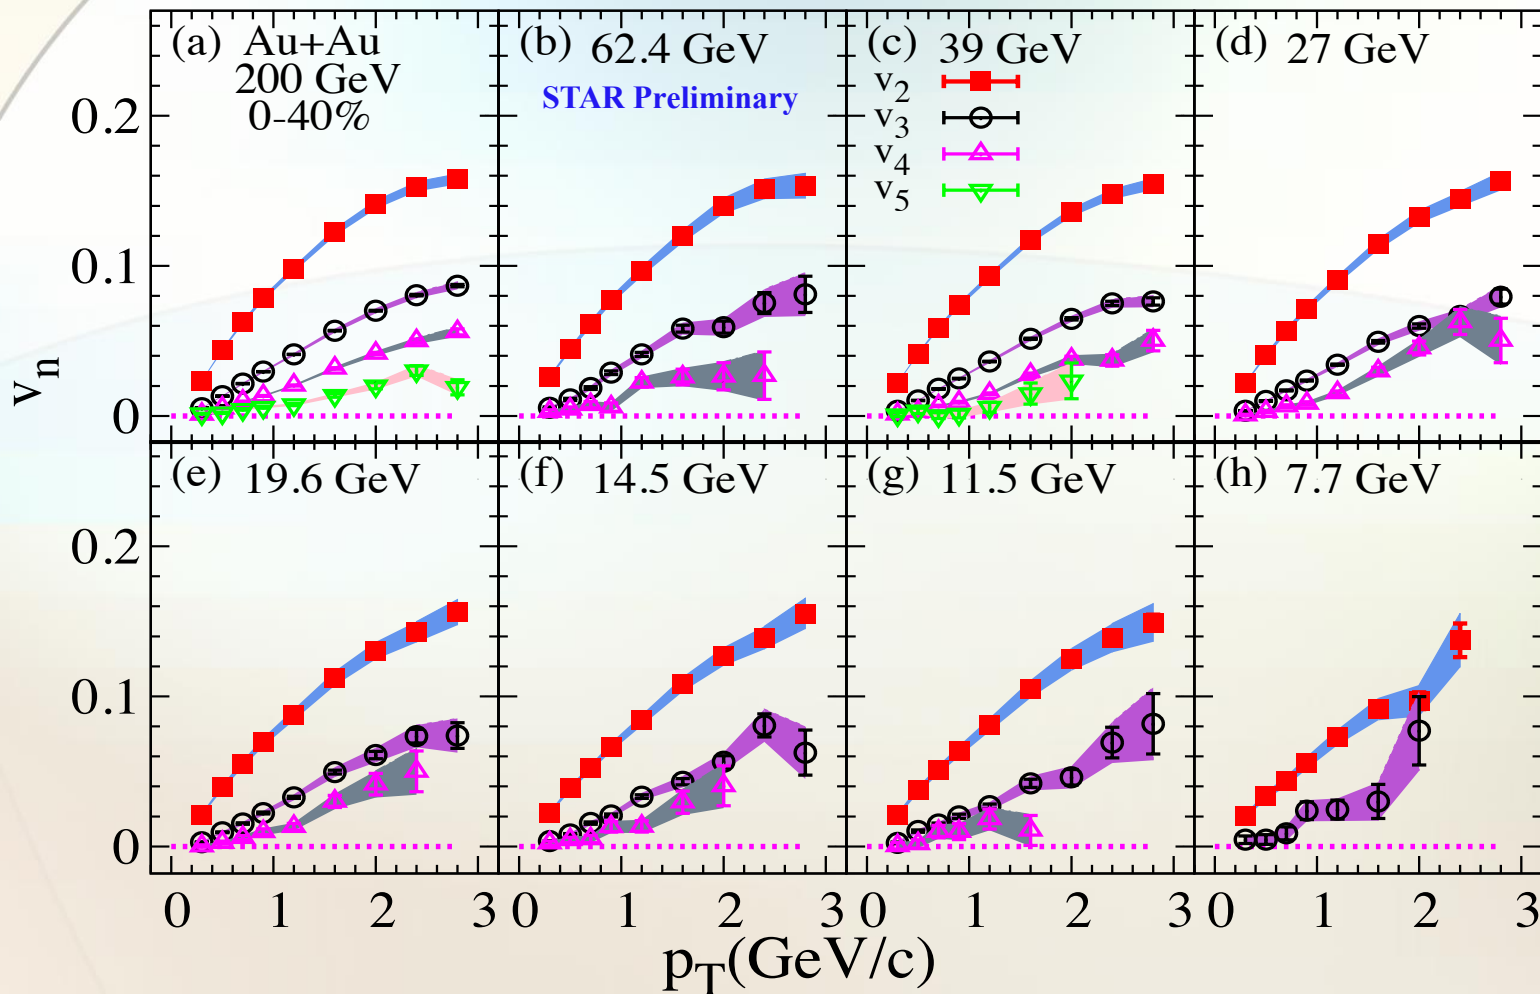 (a) Au+Au
200 GeV
0-40%
(b) 62.4 GeV
STAR Preliminary
(c) 39 GeV
v2
v3
v4
v5
(d) 27 GeV
0.2
0.1
0
vn
(e) 19.6 GeV
(f) 14.5 GeV
(g) 11.5 GeV
(h) 7.7 GeV
0.2
0.1
0
0 1 2 3 0 1 2 3 0 1 2 3 0 1 2 3
pT(GeV/c)